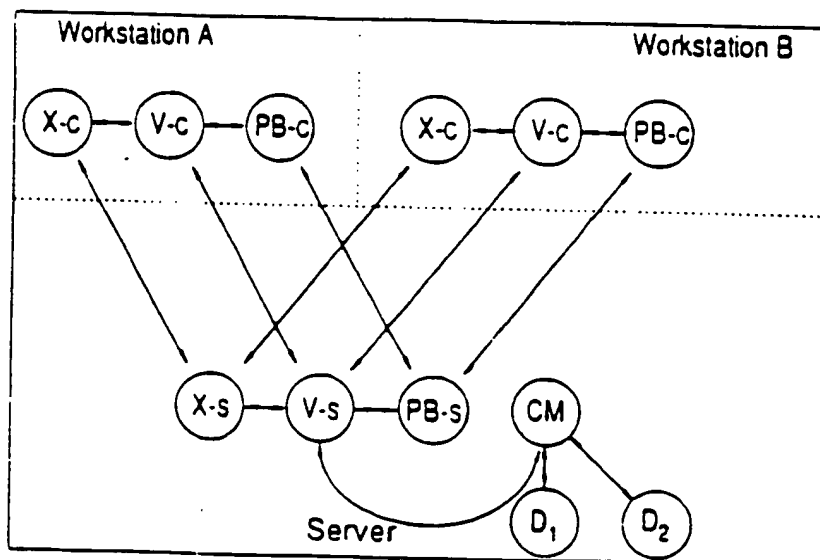 Workstation A
Workstation B
X-c
V-c
PB-c
X-c
V-c
PB-c
X-s
V-s
PB-s
CM
Server
D₁
D₂